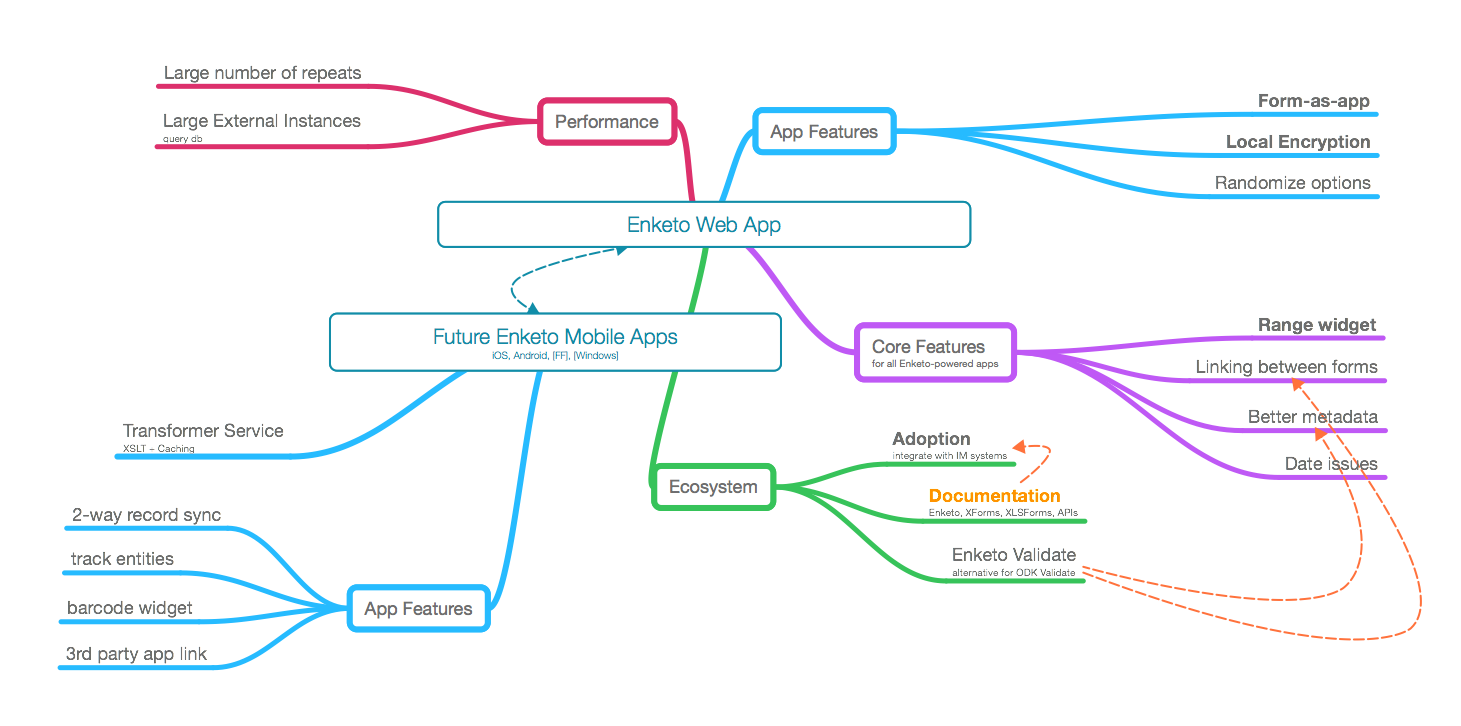 Large number of repeats
Large External Instances
query db
Performance
App Features
Form-as-app
Local Encryption
Randomize options
Enketo Web App
Future Enketo Mobile Apps
iOS, Android, [FF], [Windows]
Core Features
for all Enketo-powered apps
Range widget
Linking between forms
Better metadata
Date issues
Transformer Service
XSLT + Caching
Ecosystem
Adoption
integrate with IM systems
Documentation
Enketo, XForms, XLSForms, APIs
Enketo Validate
alternative for ODK Validate
2-way record sync
track entities
barcode widget
3rd party app link
App Features